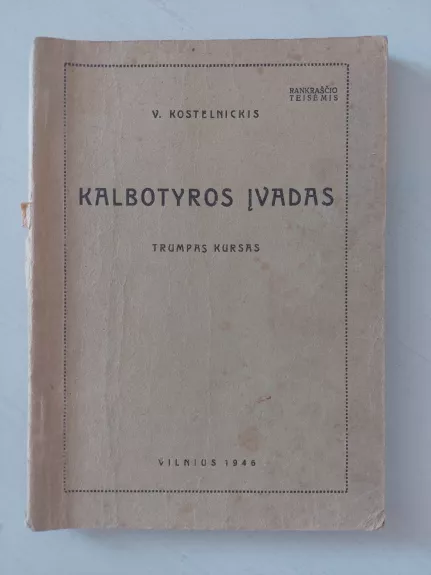 RANKRAŠČIO
TEISĖMIS
V. KOSTELNICKIS
KALBOTYROS ĮVADAS
TRUMPAS KURSAS
VILNIUS 1946